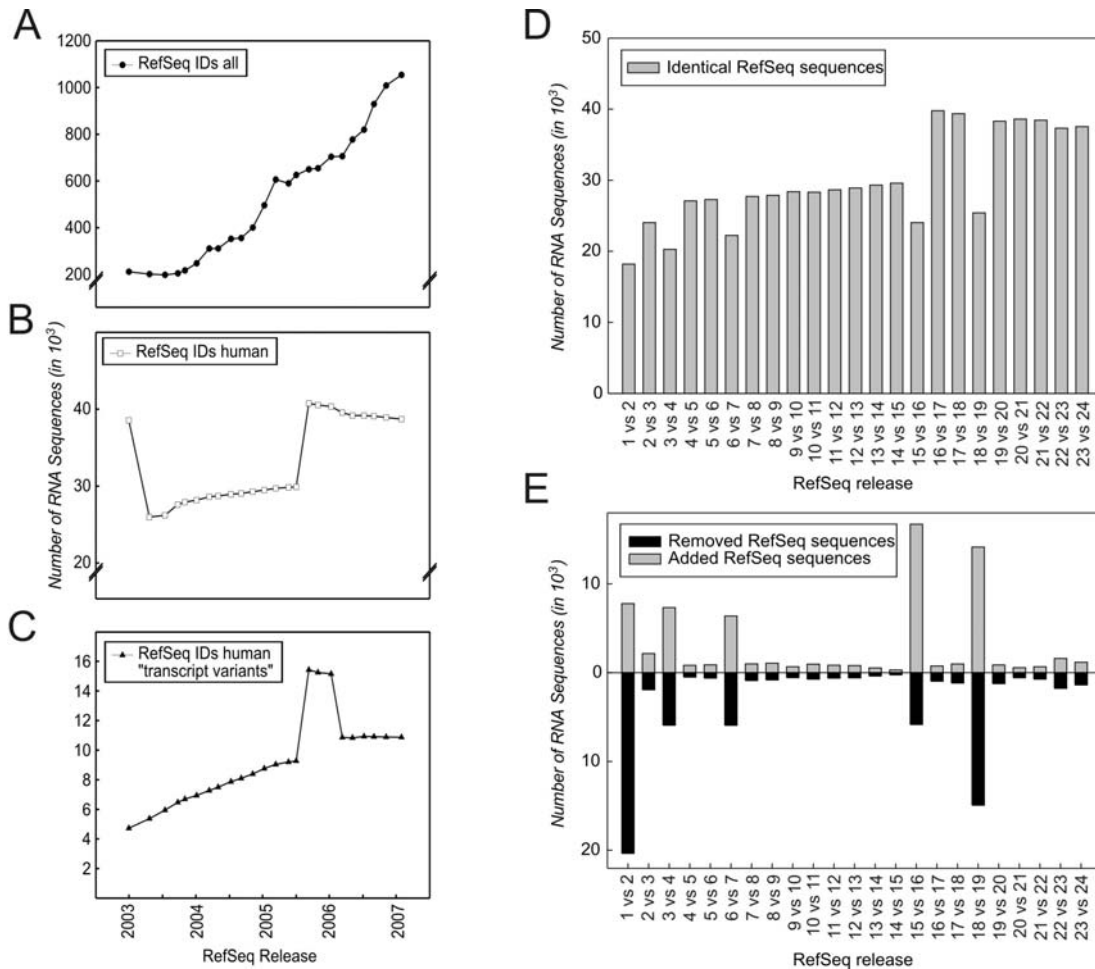 A
1200
1000
800
600
400
200
RefSeq IDs all
B
40
30
20
RefSeq IDs human
Number of RNA Sequences (in 10³)
C
16
14
12
10
8
6
4
2
RefSeq IDs human
"transcript variants"
2003
2004
2005
2006
2007
RefSeq Release
D
50
40
30
20
10
0
Identical RefSeq sequences
Number of RNA Sequences (in 10³)
1 vs 2
2 vs 3
3 vs 4
4 vs 5
5 vs 6
6 vs 7
7 vs 8
8 vs 9
9 vs 10
10 vs 11
11 vs 12
12 vs 13
13 vs 14
14 vs 15
15 vs 16
16 vs 17
17 vs 18
18 vs 19
19 vs 20
20 vs 21
21 vs 22
22 vs 23
23 vs 24
RefSeq release
E
Removed RefSeq sequences
Added RefSeq sequences
10
0
10
20
Number of RNA Sequences (in 10³)
1 vs 2
2 vs 3
3 vs 4
4 vs 5
5 vs 6
6 vs 7
7 vs 8
8 vs 9
9 vs 10
10 vs 11
11 vs 12
12 vs 13
13 vs 14
14 vs 15
15 vs 16
16 vs 17
17 vs 18
18 vs 19
19 vs 20
20 vs 21
21 vs 22
22 vs 23
23 vs 24
RefSeq release